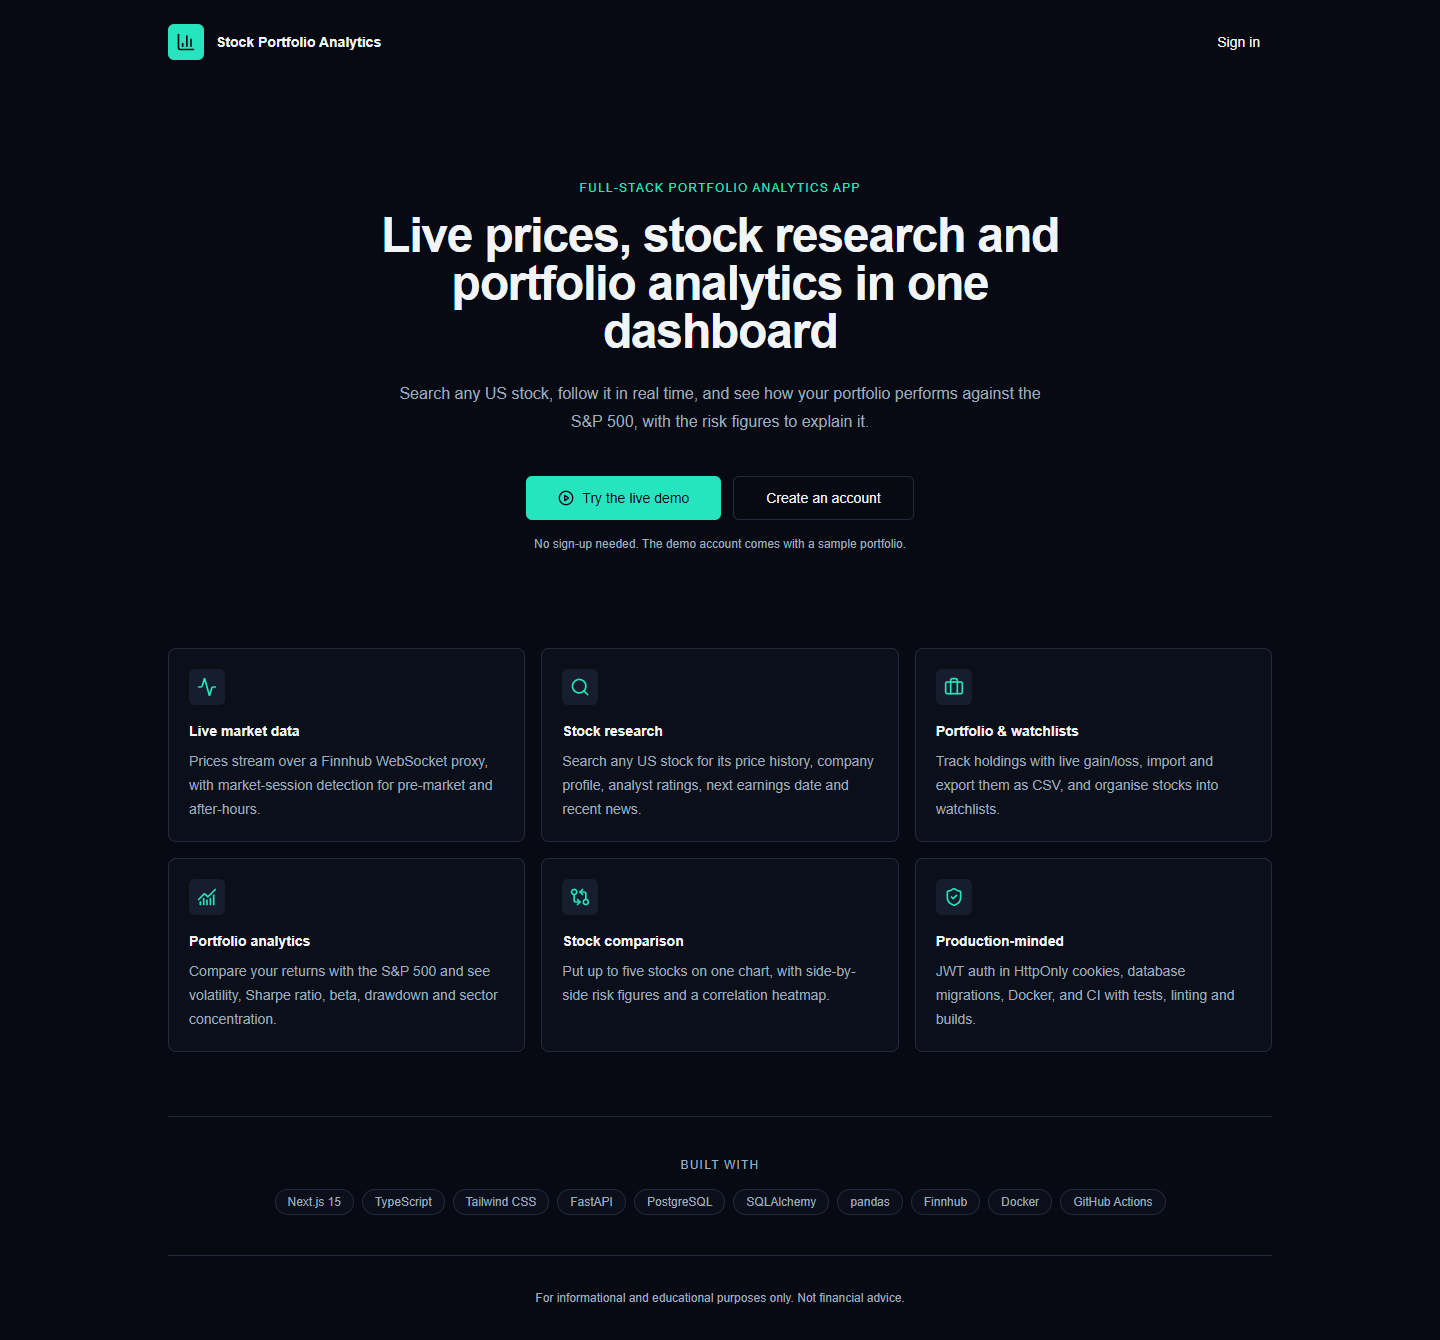 Stock Portfolio Analytics
Sign in
FULL-STACK PORTFOLIO ANALYTICS APP
Live prices, stock research and
portfolio analytics in one
dashboard
Search any US stock, follow it in real time, and see how your portfolio performs against the
S&P 500, with the risk figures to explain it.
Try the live demo
Create an account
No sign-up needed. The demo account comes with a sample portfolio.
Live market data
Prices stream over a Finnhub WebSocket proxy,
with market-session detection for pre-market and
after-hours.
Stock research
Search any US stock for its price history, company
profile, analyst ratings, next earnings date and
recent news.
Portfolio & watchlists
Track holdings with live gain/loss, import and
export them as CSV, and organise stocks into
watchlists.
Portfolio analytics
Compare your returns with the S&P 500 and see
volatility, Sharpe ratio, beta, drawdown and sector
concentration.
Stock comparison
Put up to five stocks on one chart, with side-by-
side risk figures and a correlation heatmap.
Production-minded
JWT auth in HttpOnly cookies, database
migrations, Docker, and CI with tests, linting and
builds.
BUILT WITH
Next.js 15
TypeScript
Tailwind CSS
FastAPI
PostgreSQL
SQLAlchemy
pandas
Finnhub
Docker
GitHub Actions
For informational and educational purposes only. Not financial advice.